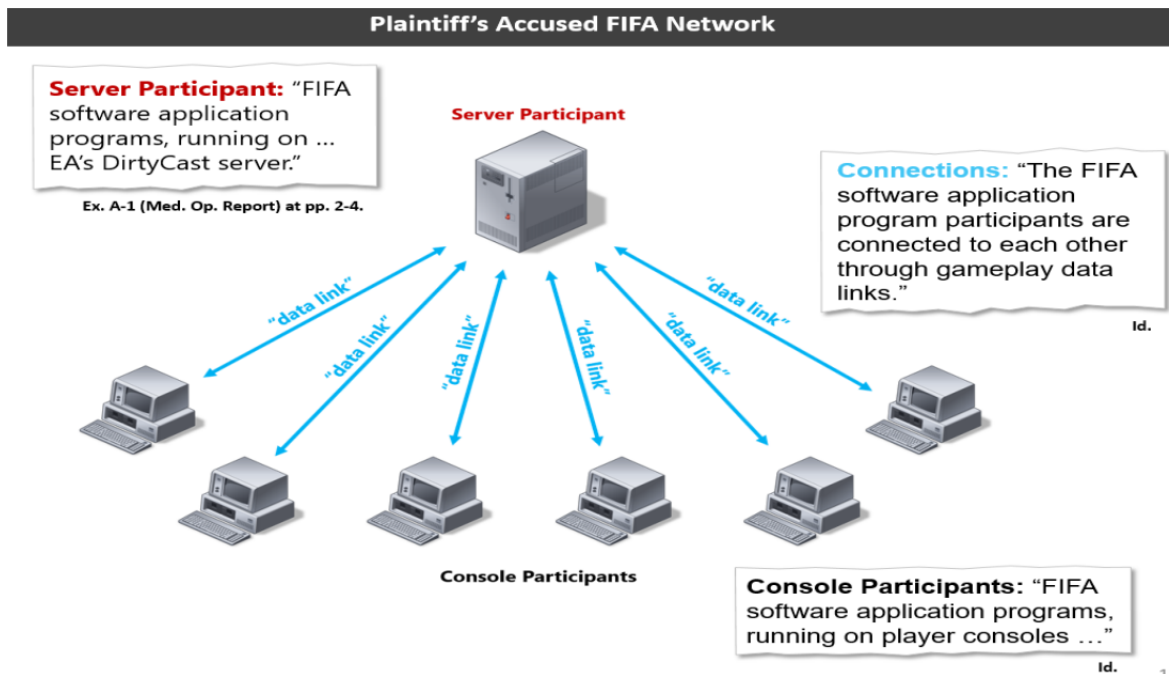 Plaintiff's Accused FIFA Network
Server Participant: “FIFA
software application
programs, running on ...
EA's DirtyCast server.”
Ex. A-1 (Med. Op. Report) at pp. 2-4.
Server Participant
Connections: “The FIFA
software application
program participants are
connected to each other
through gameplay data
links.”
Id.
“data link”
“data link”
“data link”
“data link”
“data link”
“data link”
Console Participants
Console Participants: “FIFA
software application programs,
running on player consoles ...”
Id.
1